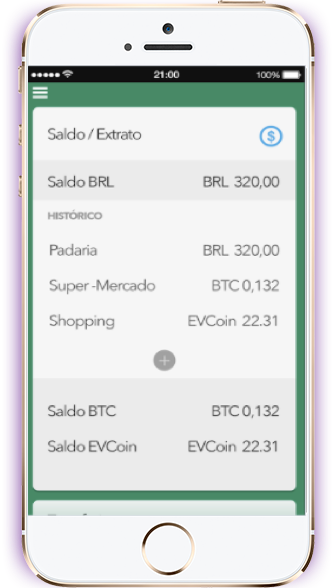 21:00 100%
Saldo / Extrato $
Saldo BRL BRL 320,00
HISTÓRICO
Padaria BRL 320,00
Super-Mercado BTC 0,132
Shopping EVCoin 22.31
Saldo BTC BTC 0,132
Saldo EVCoin EVCoin 22.31